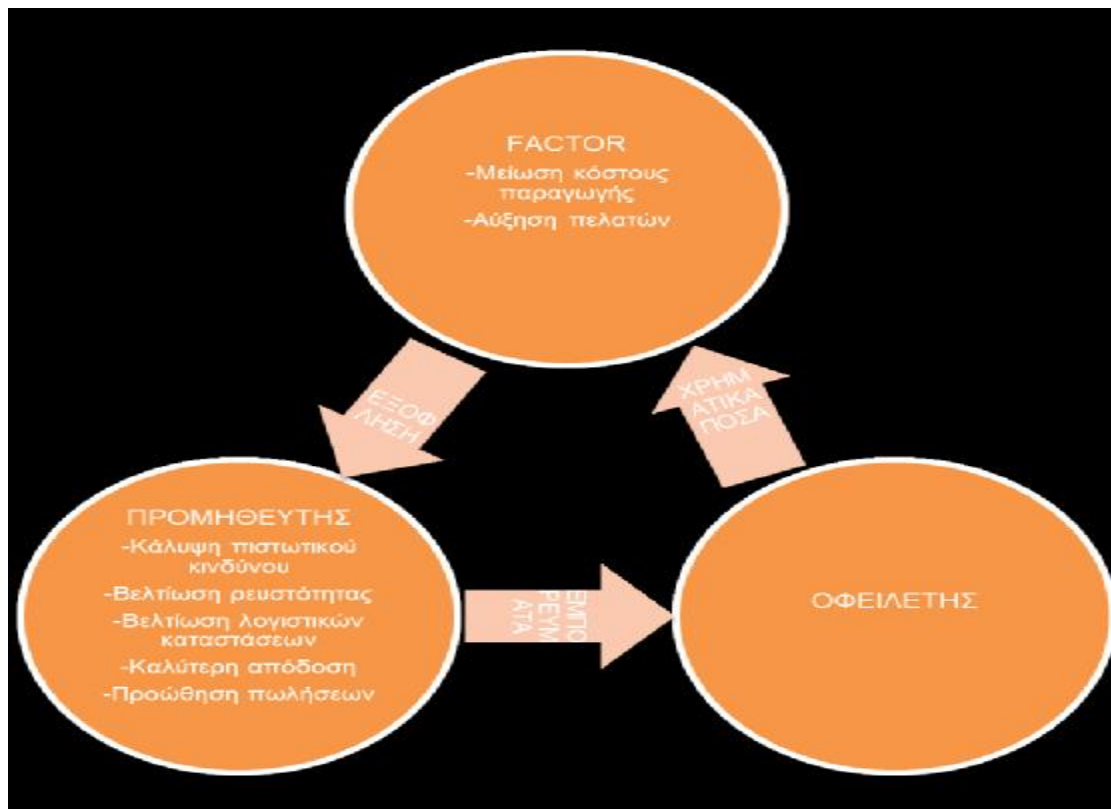 FACTOR
-Μείωση κόστους
παραγωγής
-Αύξηση πελατών
ΕΞΟΦ
ΛΗΣΗ
ΧΡΗΜ
ΑΤΙΚΑ
ΠΟΣΑ
ΠΡΟΜΗΘΕΥΤΗΣ
-Κάλυψη πιστωτικού
κινδύνου
-Βελτίωση ρευστότητας
-Βελτίωση λογιστικών
καταστάσεων
-Καλύτερη απόδοση
-Προώθηση πωλήσεων
ΕΜΠΟ
ΡΕΥΜ
ΑΤΑ
ΟΦΕΙΛΕΤΗΣ